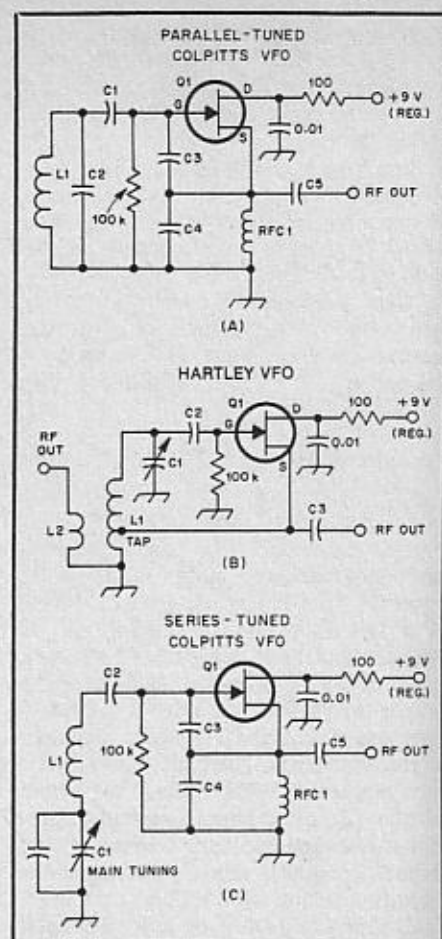 PARALLEL-TUNED
COLPITTS VFO
C1
Q1
G
D
S
100
+9V
(REG.)
0.01
L1
C2
100 k
C3
C4
C5
RF OUT
RFC1
(A)
HARTLEY VFO
RF
OUT
L2
L1
TAP
C1
C2
100 k
Q1
G
D
S
100
+9V
(REG.)
0.01
C3
RF OUT
(B)
SERIES-TUNED
COLPITTS VFO
C2
Q1
100
+9V
(REG.)
0.01
L1
100 k
C3
C4
C5
RF OUT
RFC1
C1
MAIN TUNING
(C)